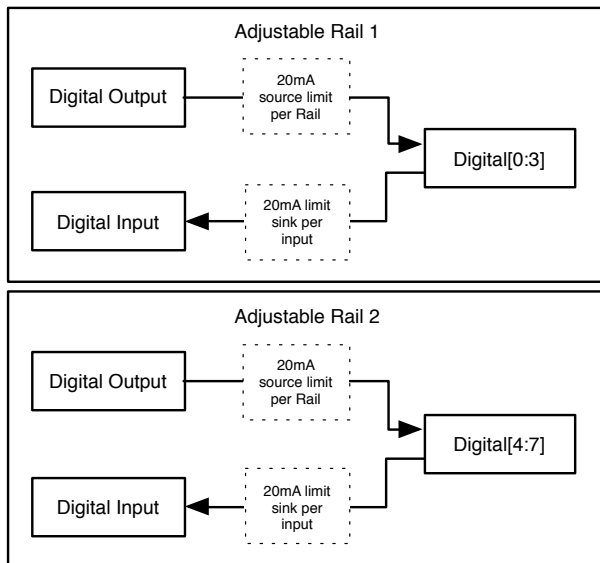 Adjustable Rail 1
Digital Output
20mA
source limit
per Rail
Digital[0:3]
Digital Input
20mA limit
sink per
input
Adjustable Rail 2
Digital Output
20mA
source limit
per Rail
Digital[4:7]
Digital Input
20mA limit
sink per
input